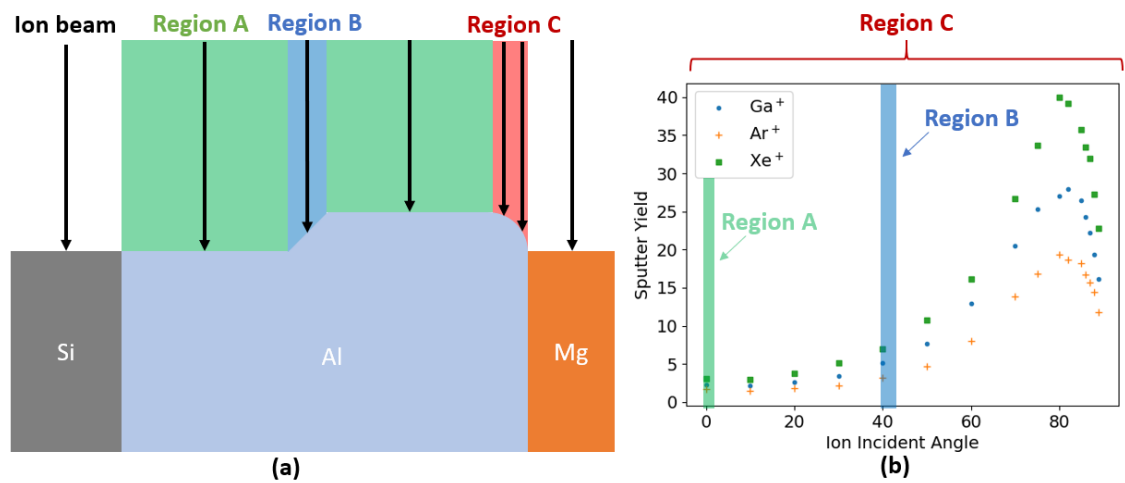 Ion beam
Region A
Region B
Region C
Si
Al
Mg
(a)
Region C
40
35
30
25
20
15
10
5
0
Sputter Yield
Ga+
Ar+
Xe+
Region B
Region A
0
20
40
60
80
Ion Incident Angle
(b)